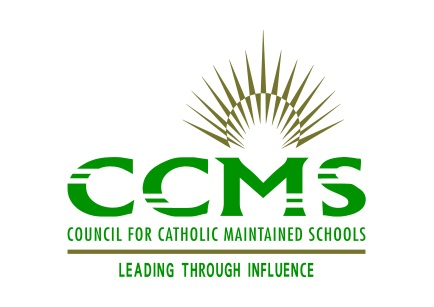 CCMS
COUNCIL FOR CATHOLIC MAINTAINED SCHOOLS
LEADING THROUGH INFLUENCE